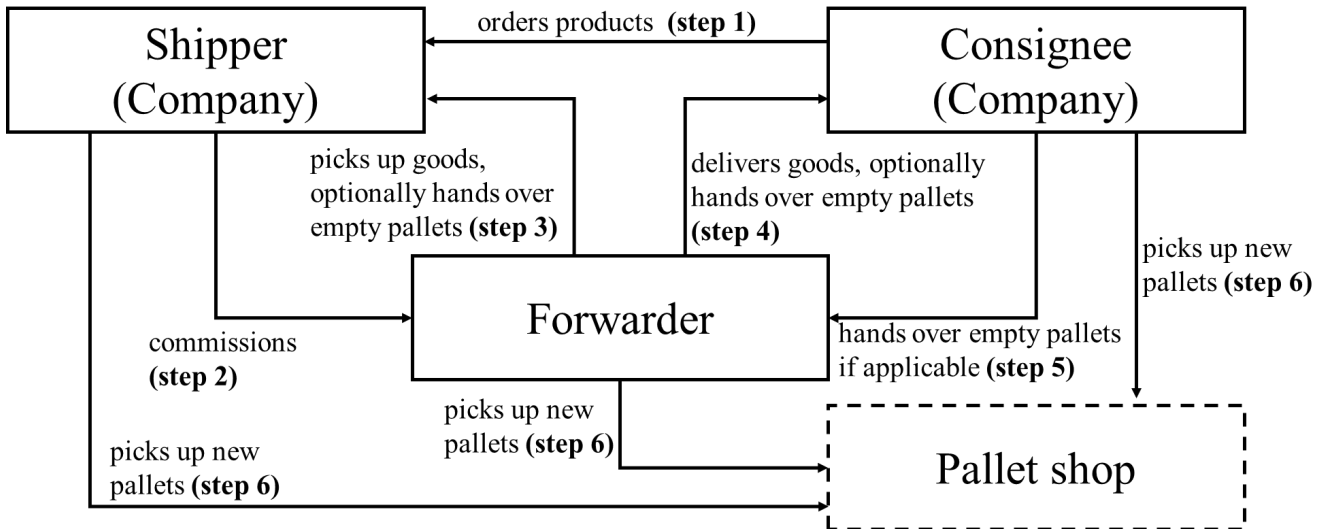 orders products (step 1)
Shipper
(Company)
Consignee
(Company)
picks up goods,
optionally hands over
empty pallets (step 3)
delivers goods, optionally
hands over empty pallets
(step 4)
picks up new
pallets (step 6)
Forwarder
commissions
(step 2)
hands over empty pallets
if applicable (step 5)
picks up new
pallets (step 6)
picks up new
pallets (step 6)
Pallet shop